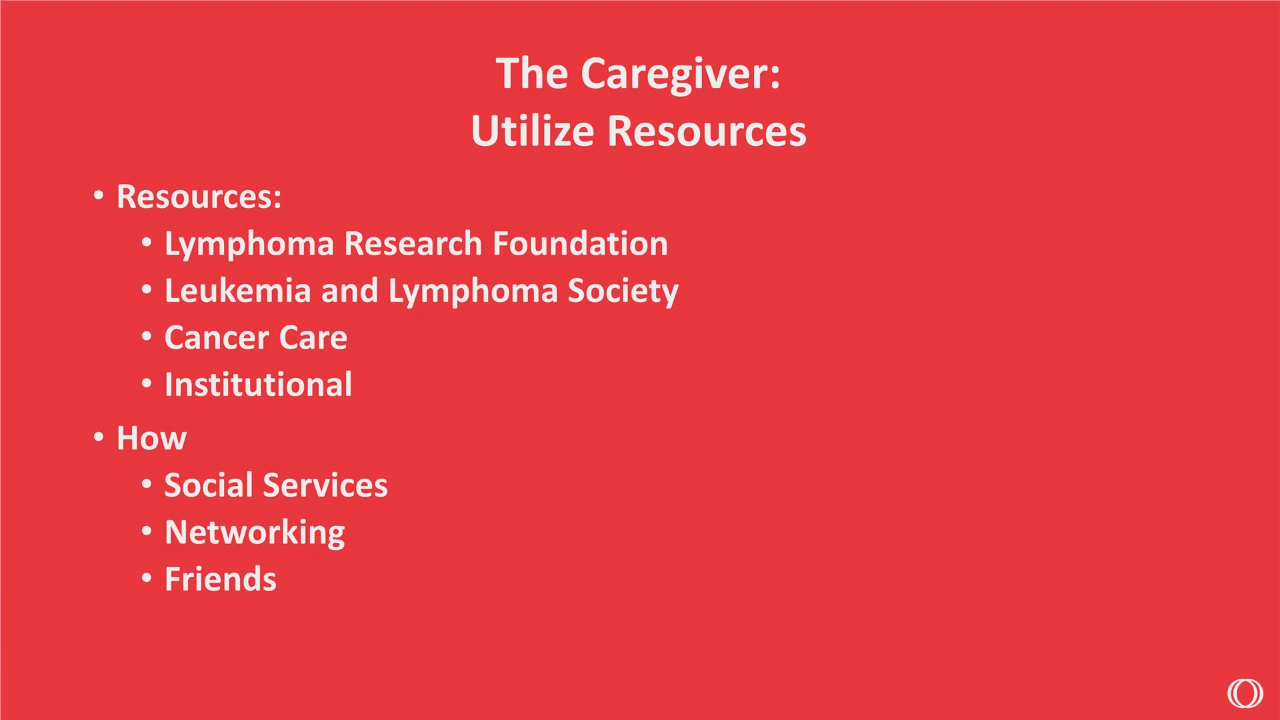 The Caregiver:
Utilize Resources
• Resources:
• Lymphoma Research Foundation
• Leukemia and Lymphoma Society
• Cancer Care
• Institutional
• How
• Social Services
• Networking
• Friends